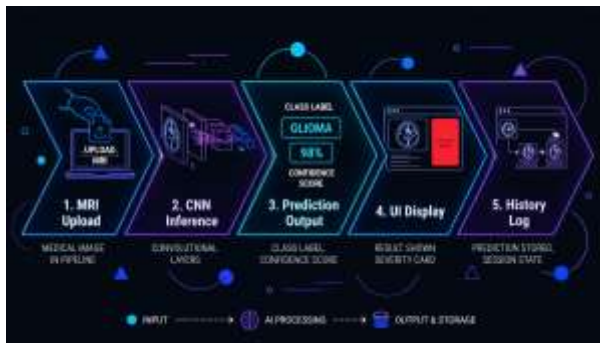 UPLOAD
MRI
1. MRI
Upload
MEDICAL IMAGE
IN PIPELINE
2. CNN
Inference
CONVOLUTIONAL
LAYERS
CLASS LABEL
GLIOMA
98%
CONFIDENCE
SCORE
3. Prediction
Output
CLASS LABEL,
CONFIDENCE SCORE
4. UI Display
RESULT SHOWN
SEVERITY CARD
5. History
Log
PREDICTION STORED,
SESSION STATE
INPUT
AI PROCESSING
OUTPUT & STORAGE